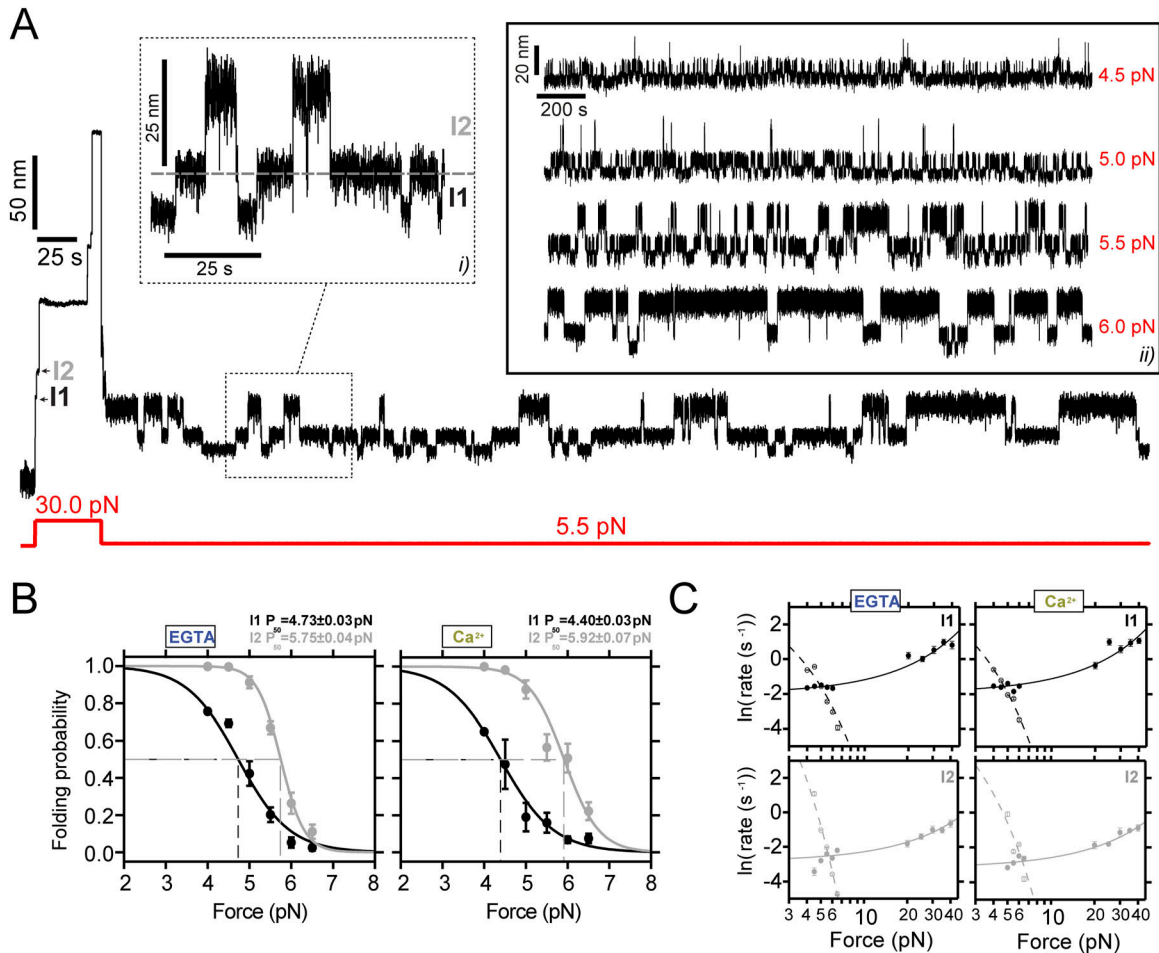 A
50 nm
25 s
I2
I1
25 nm
I2
I1
25 s
i)
20 nm
200 s
4.5 pN
5.0 pN
5.5 pN
6.0 pN
ii)
30.0 pN
5.5 pN
B
EGTA
I1 P50=4.73±0.03pN
I2 P50=5.75±0.04pN
Ca2+
I1 P50=4.40±0.03pN
I2 P50=5.92±0.07pN
Folding probability
1.0
0.8
0.6
0.4
0.2
0.0
2 3 4 5 6 7 8
2 3 4 5 6 7 8
Force (pN)
Force (pN)
C
EGTA
Ca2+
I1
I1
ln(rate (s⁻¹))
2
0
−2
−4
I2
I2
ln(rate (s⁻¹))
2
0
−2
−4
3 4 5 6 10 20 30 40
3 4 5 6 10 20 30 40
Force (pN)